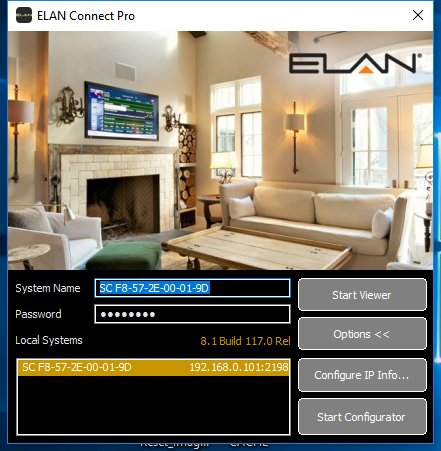 ELAN Connect Pro
ELAN®
System Name
SC F8-57-2E-00-01-9D
Start Viewer
Password
Options <<
Local Systems
8.1 Build 117.0 Rel
SC F8-57-2E-00-01-9D 192.168.0.101:2198
Configure IP Info...
Start Configurator